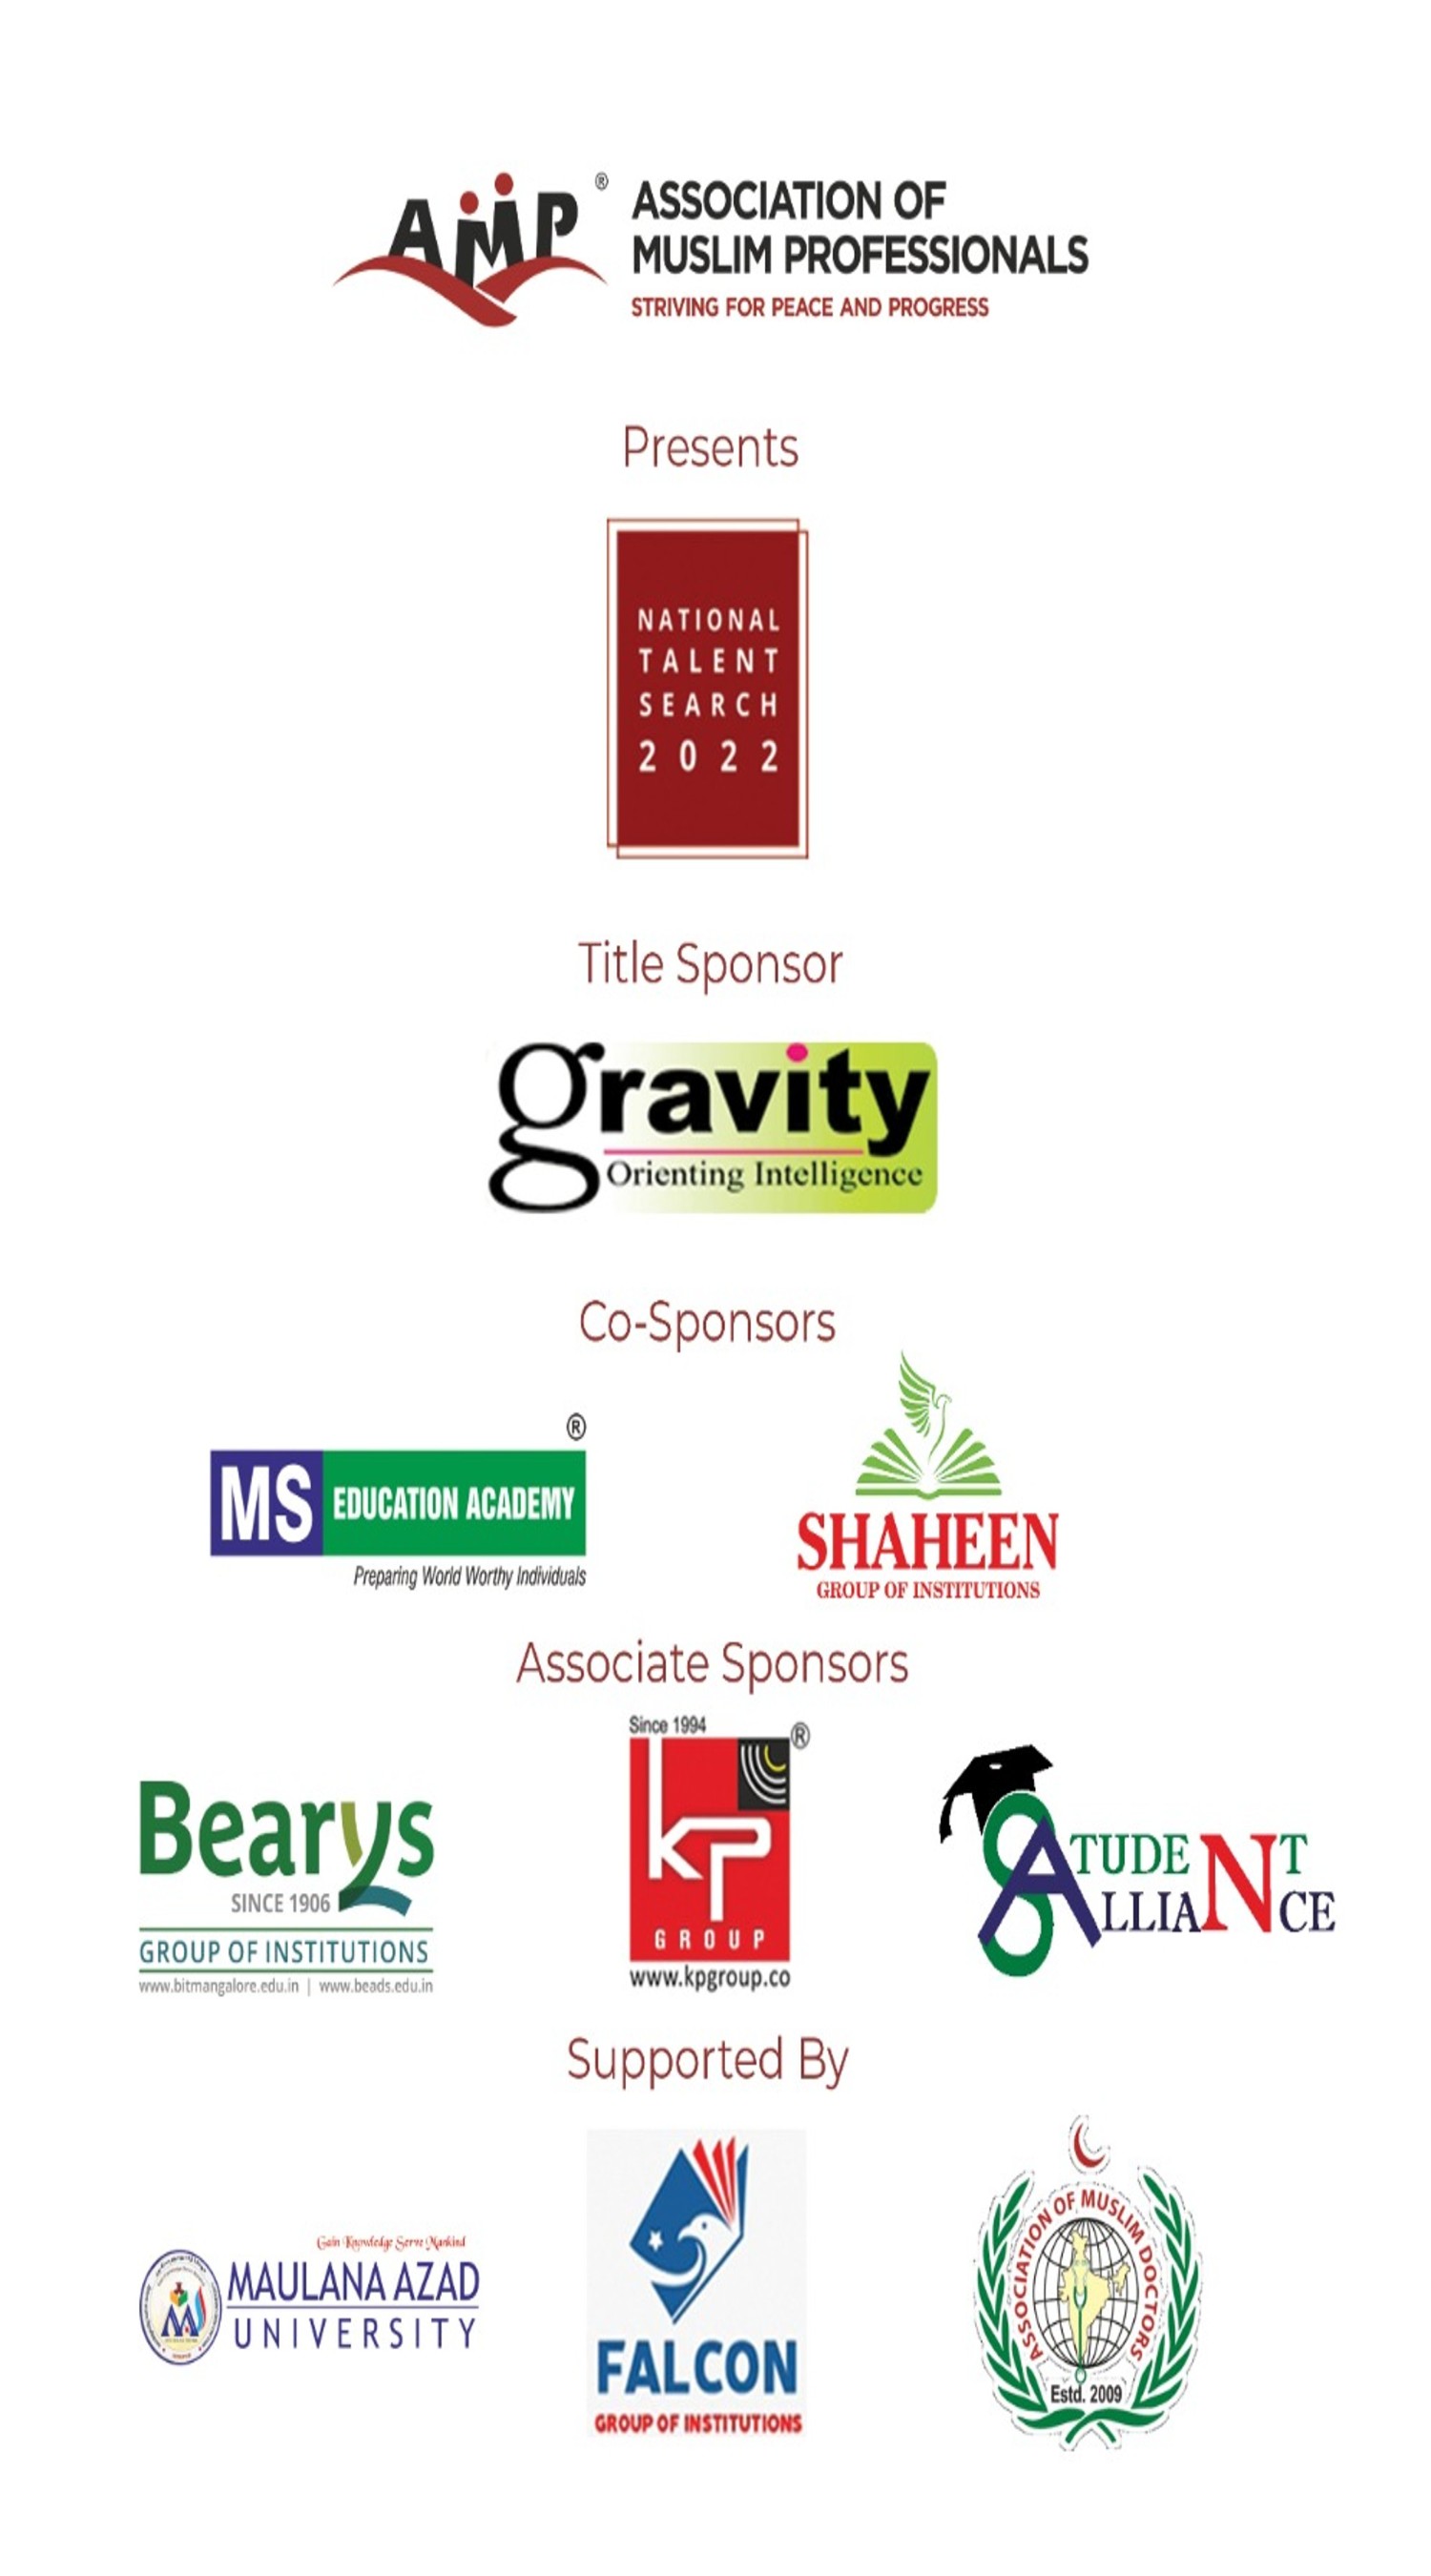 AMP ®
ASSOCIATION OF
MUSLIM PROFESSIONALS
STRIVING FOR PEACE AND PROGRESS
Presents
NATIONAL
TALENT
SEARCH
2022
Title Sponsor
gravity
Orienting Intelligence
Co-Sponsors
®
MS EDUCATION ACADEMY
Preparing World Worthy Individuals
SHAHEEN
GROUP OF INSTITUTIONS
Associate Sponsors
Bearys
SINCE 1906
GROUP OF INSTITUTIONS
www.bitmangalore.edu.in | www.beads.edu.in
Since 1994
®
kp
GROUP
www.kpgroup.co
STUDENT
ALLIANCE
Supported By
Gain Knowledge Serve Mankind
MAULANA AZAD
UNIVERSITY
FALCON
GROUP OF INSTITUTIONS
ASSOCIATION OF MUSLIM DOCTORS
Estd. 2009